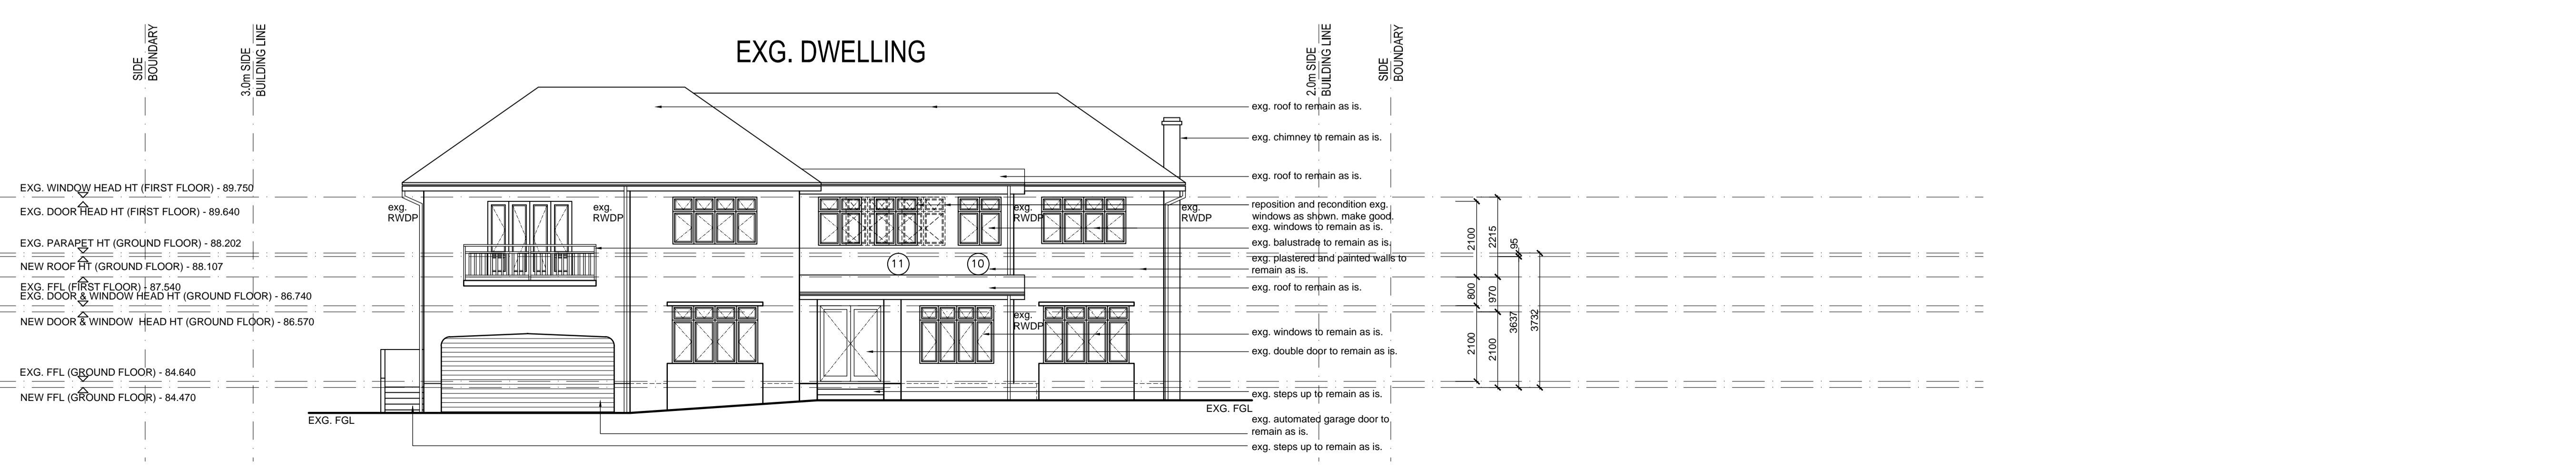 SIDE
BOUNDARY
3.0m SIDE
BUILDING LINE
EXG. DWELLING
2.0m SIDE
BUILDING LINE
SIDE
BOUNDARY
EXG. WINDOW HEAD HT (FIRST FLOOR) - 89.750
EXG. DOOR HEAD HT (FIRST FLOOR) - 89.640
EXG. PARAPET HT (GROUND FLOOR) - 88.202
NEW ROOF HT (GROUND FLOOR) - 88.107
EXG. FFL (FIRST FLOOR) - 87.540
EXG. DOOR & WINDOW HEAD HT (GROUND FLOOR) - 86.740
NEW DOOR & WINDOW  HEAD HT (GROUND FLOOR) - 86.570
EXG. FFL (GROUND FLOOR) - 84.640
NEW FFL (GROUND FLOOR) - 84.470
exg.
RWDP
exg.
RWDP
exg.
RWDP
exg.
RWDP
exg.
RWDP
11
10
EXG. FGL
EXG. FGL
exg. roof to remain as is.
exg. chimney to remain as is.
exg. roof to remain as is.
reposition and recondition exg.
windows as shown. make good.
exg. windows to remain as is.
exg. balustrade to remain as is.
exg. plastered and painted walls to
remain as is.
exg. roof to remain as is.
exg. windows to remain as is.
exg. double door to remain as is.
exg. steps up to remain as is.
exg. automated garage door to
remain as is.
exg. steps up to remain as is.
2100
800
2100
2215
970
2100
95
3637
3732